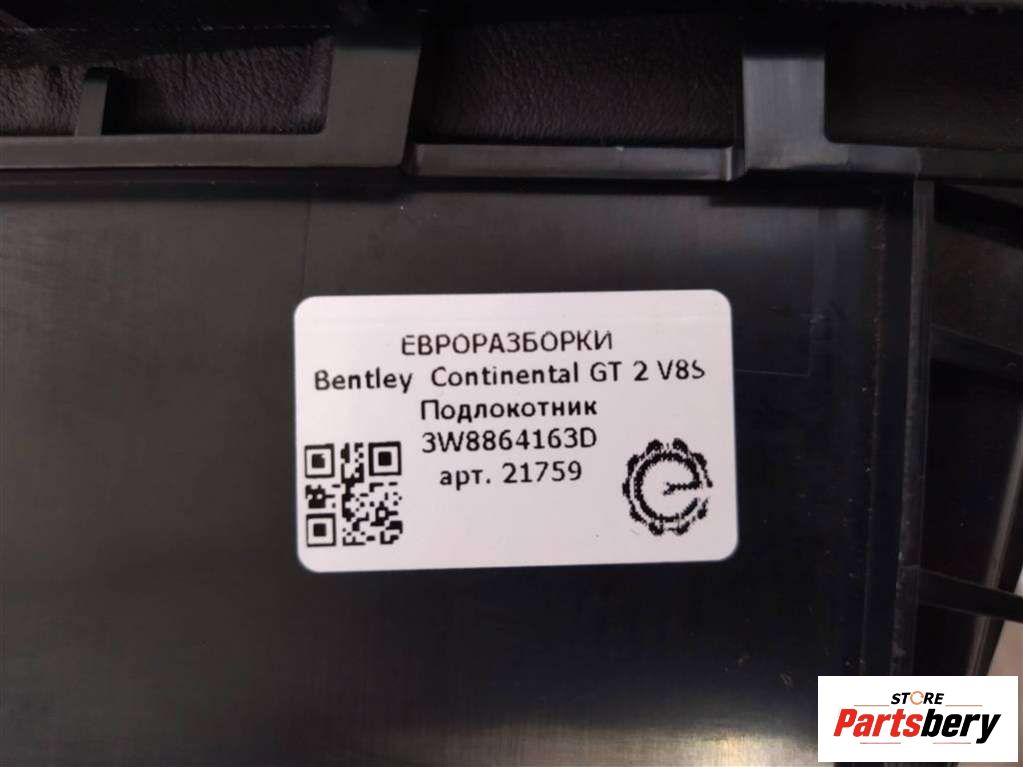 ЕВРОРАЗБОРКИ
Bentley Continental GT 2 V8S
Подлокотник
3W8864163D
арт. 21759
STORE
Partsbery